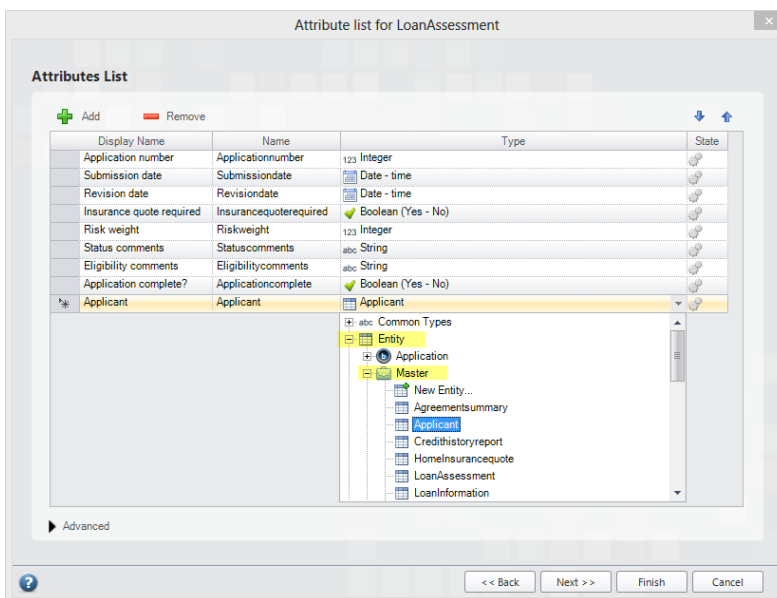 Attribute list for LoanAssessment
Attributes List
Add Remove
Display Name Name Type State
Application number Applicationnumber 123 Integer
Submission date Submissiondate Date - time
Revision date Revisiondate Date - time
Insurance quote required Insurancequoterequired Boolean (Yes - No)
Risk weight Riskweight 123 Integer
Status comments Statuscomments abc String
Eligibility comments Eligibilitycomments abc String
Application complete? Applicationcomplete Boolean (Yes - No)
Applicant Applicant Applicant
abc Common Types
Entity
Application
Master
New Entity...
Agreementsummary
Applicant
Credithistoryreport
HomeInsurancequote
LoanAssessment
LoanInformation
Advanced
? << Back Next >> Finish Cancel